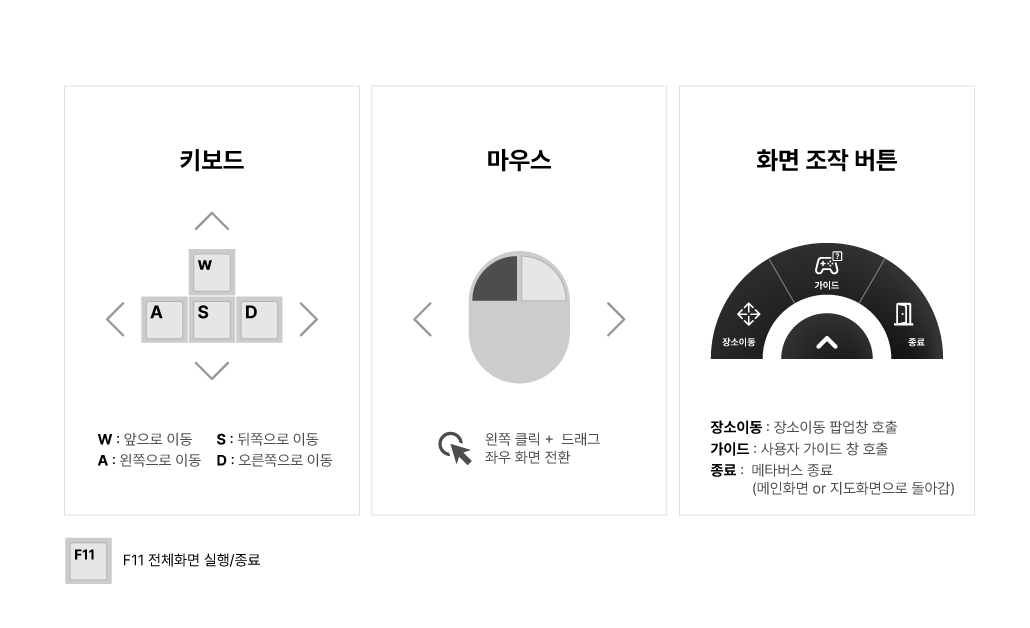 키보드
W
A
S
D
W : 앞으로 이동 S : 뒤쪽으로 이동
A : 왼쪽으로 이동 D : 오른쪽으로 이동
마우스
왼쪽 클릭 + 드래그
좌우 화면 전환
화면 조작 버튼
?
가이드
장소이동
종료
장소이동 : 장소이동 팝업창 호출
가이드 : 사용자 가이드 창 호출
종료 : 메타버스 종료
(메인화면 or 지도화면으로 돌아감)
F11
F11 전체화면 실행/종료